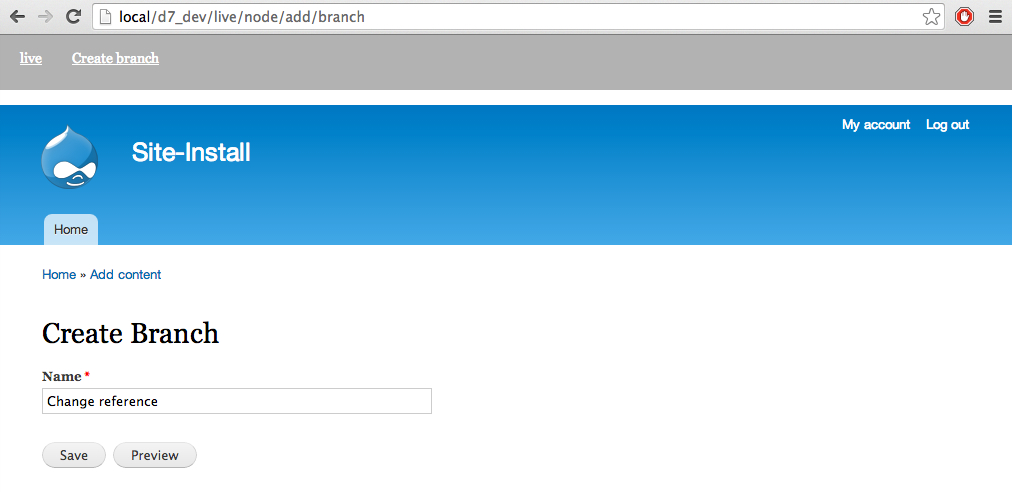 local/d7_dev/live/node/add/branch
live Create branch
My account Log out
Site-Install
Home
Home » Add content
Create Branch
Name *
Change reference
Save Preview